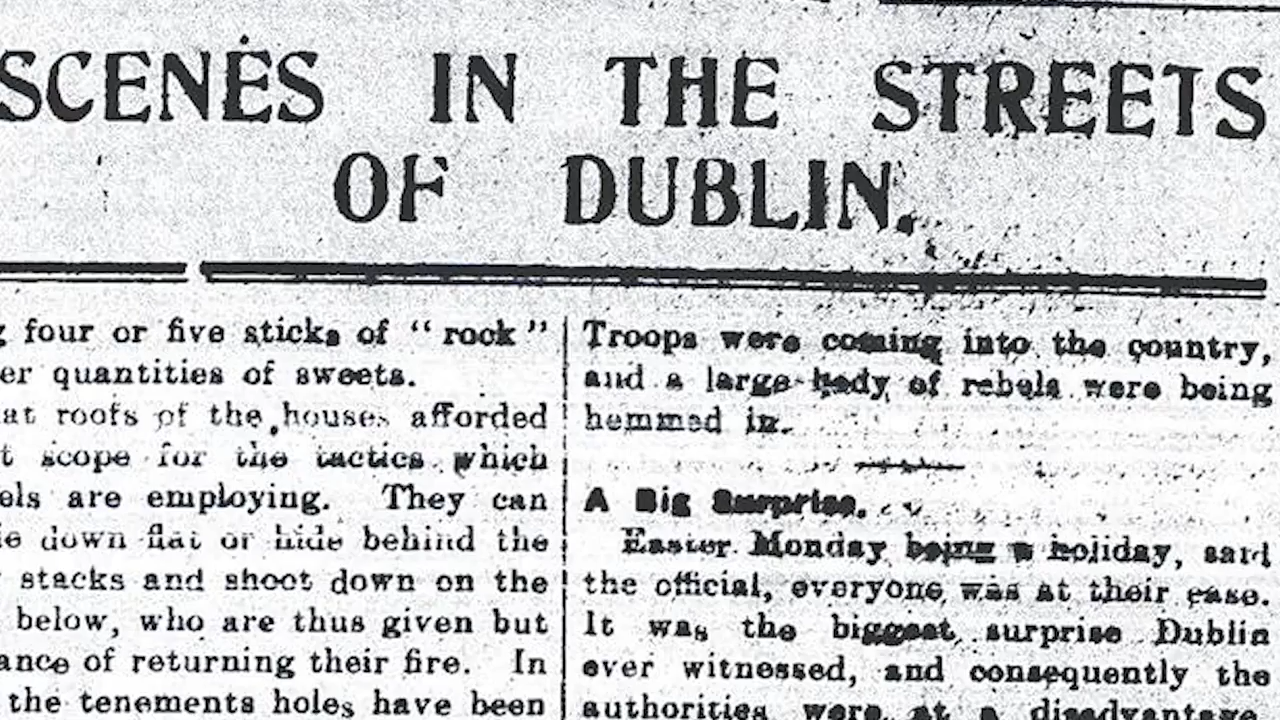 SCENES IN THE STREETS
OF DUBLIN.
four or five sticks of “rock”
er quantities of sweets.
at roofs of the houses afforded
t scope for the tactics which
els are employing. They can
ie down flat or hide behind the
stacks and shoot down on the
below, who are thus given but
ance of returning their fire. In
the tenements holes have been
Troops were coming into the country,
and a large body of rebels were being
hemmed in.
A Big Surprise.
Easter Monday being a holiday, said
the official, everyone was at their ease.
It was the biggest surprise Dublin
ever witnessed, and consequently the
authorities were at a disadvantage.